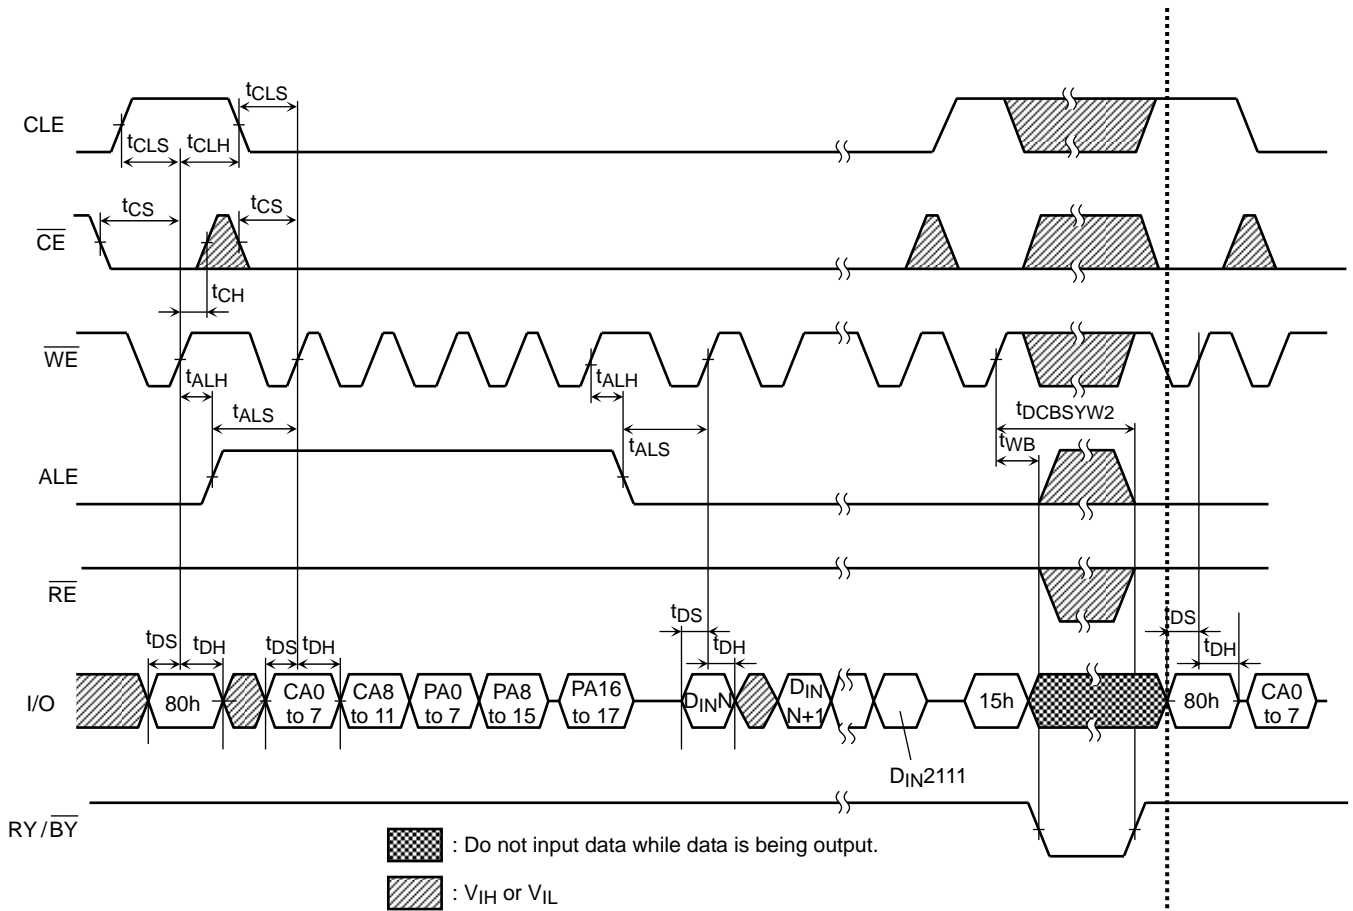 tCLS
CLE
tCLS tCLH
tCS tCS
CE
tCH
WE
tALH tALH
tALS tDCBSYW2
tALS tWB
ALE
RE
tDS tDH tDS tDH tDS tDH DS tDH
I/O
80h
CA0 to 7
CA8 to 11
PA0 to 7
PA8 to 15
PA16 to 17
DINN
DIN N+1
15h
80h
CA0 to 7
DIN2111
RY/BY
: Do not input data while data is being output.
: VIH or VIL